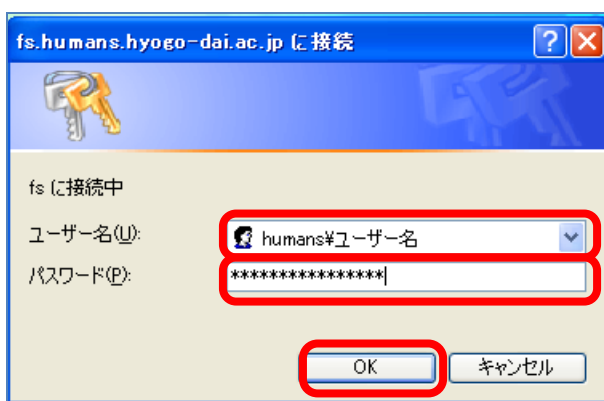 fs.humans.hyogo-dai.ac.jp に接続
fs に接続中
ユーザー名(U):
humans¥ユーザー名
パスワード(P):
****************
OK
キャンセル